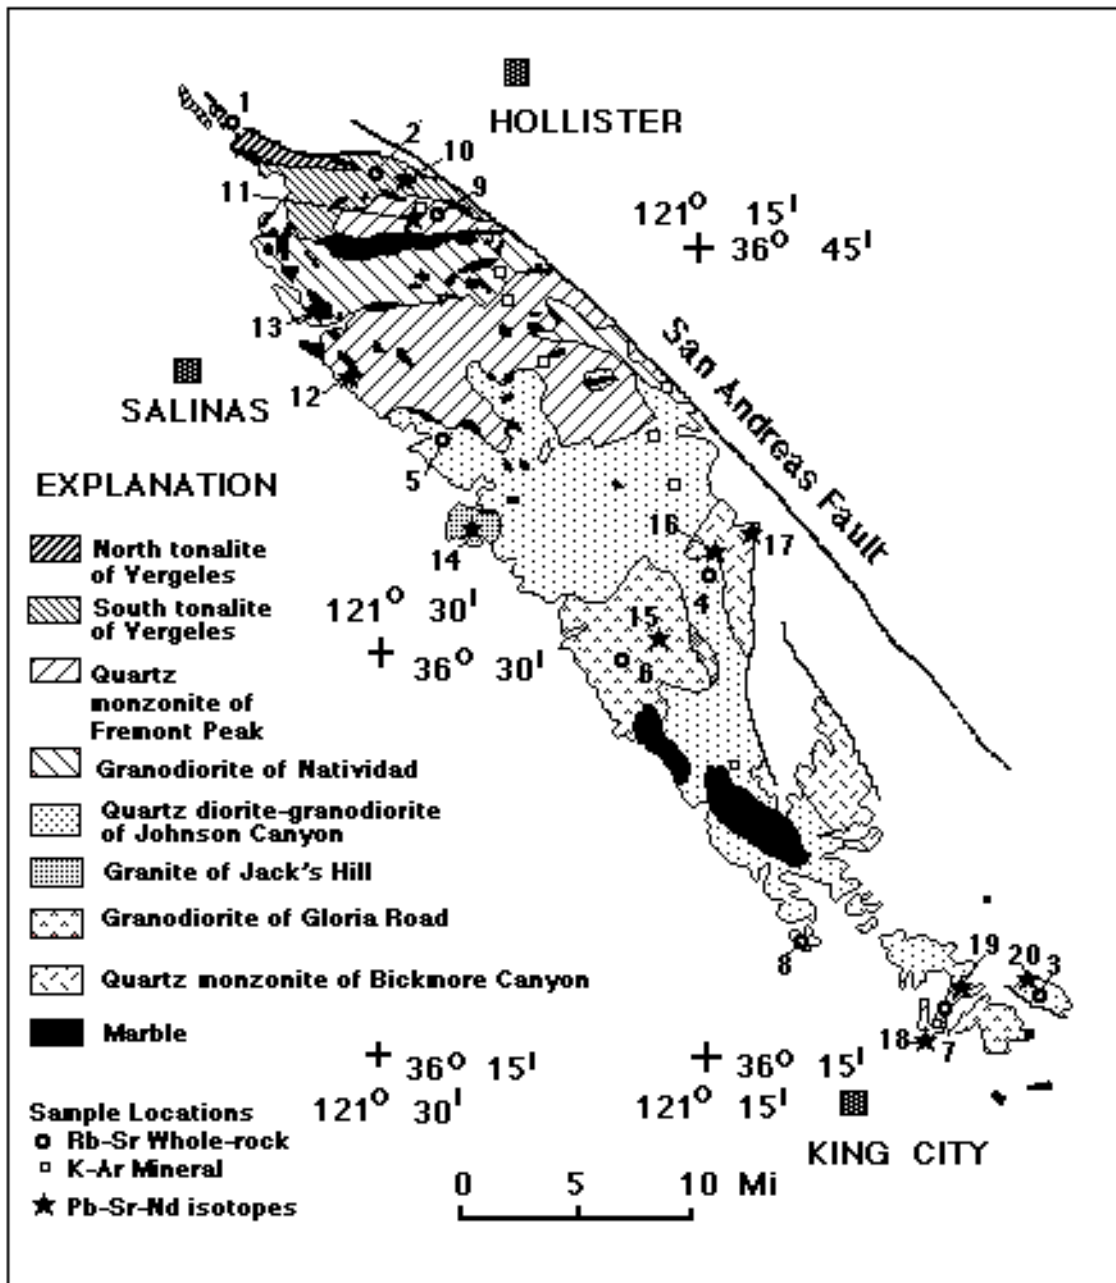 1
HOLLISTER
2
10
11
9
121° 15'
36° 45'
13
San Andreas Fault
12
SALINAS
5
EXPLANATION
16
17
14
4
North tonalite
of Yergeles
South tonalite
of Yergeles
121° 30'
36° 30'
15
6
Quartz
monzonite of
Fremont Peak
Granodiorite of Natividad
Quartz diorite-granodiorite
of Johnson Canyon
Granite of Jack's Hill
Granodiorite of Gloria Road
Quartz monzonite of Bickmore Canyon
8
19
20
3
18
7
Marble
36° 15'
36° 15'
121° 30'
121° 15'
Sample Locations
Rb-Sr Whole-rock
K-Ar Mineral
Pb-Sr-Nd isotopes
KING CITY
0 5 10 Mi